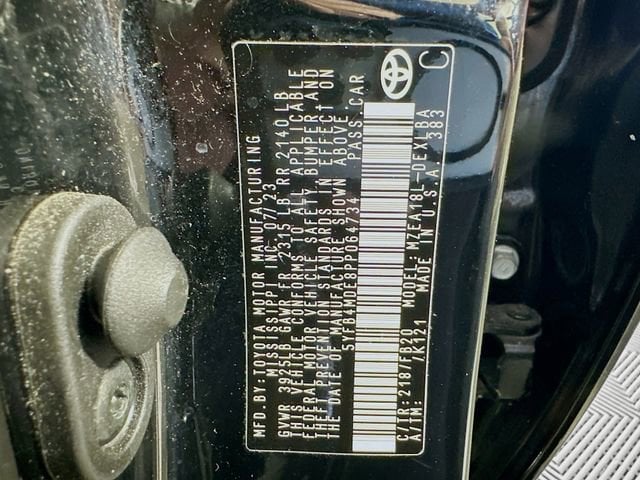 MFD.BY:TOYOTA MOTOR MANUFACTURING
MISSISSIPPI INC. 07/23
GVWR 3925LB GAWR FR 2315 LB RR 2140 LB
THIS VEHICLE CONFORMS TO ALL APPLICABLE
FEDERAL MOTOR VEHICLE SAFETY, BUMPER, AND
THEFT PREVENTION STANDARDS IN EFFECT ON
THE DATE OF MANUFACTURE SHOWN ABOVE.
5YFB4MDE8PP064734 PASS. CAR
C/TR: 218/FB20 MODEL:
A/TM: /K121 MADE IN U.S.A. 383
C